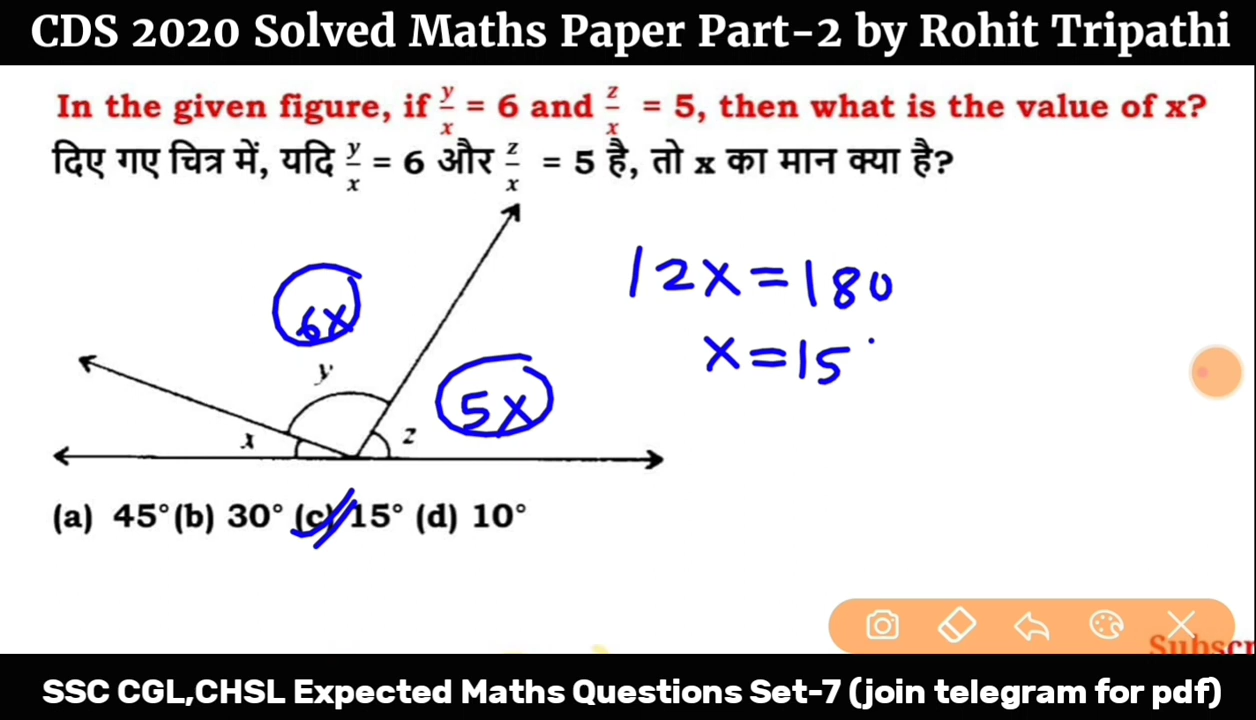 CDS 2020 Solved Maths Paper Part-2 by Rohit Tripathi
In the given figure, if y/x = 6 and z/x = 5, then what is the value of x?
दिए गए चित्र में, यदि y/x = 6 और z/x = 5 है, तो x का मान क्या है?
12x=180
6x
x=15°
y
5x
x
z
(a) 45° (b) 30° (c) 15° (d) 10°
Subscr
SSC CGL,CHSL Expected Maths Questions Set-7 (join telegram for pdf)